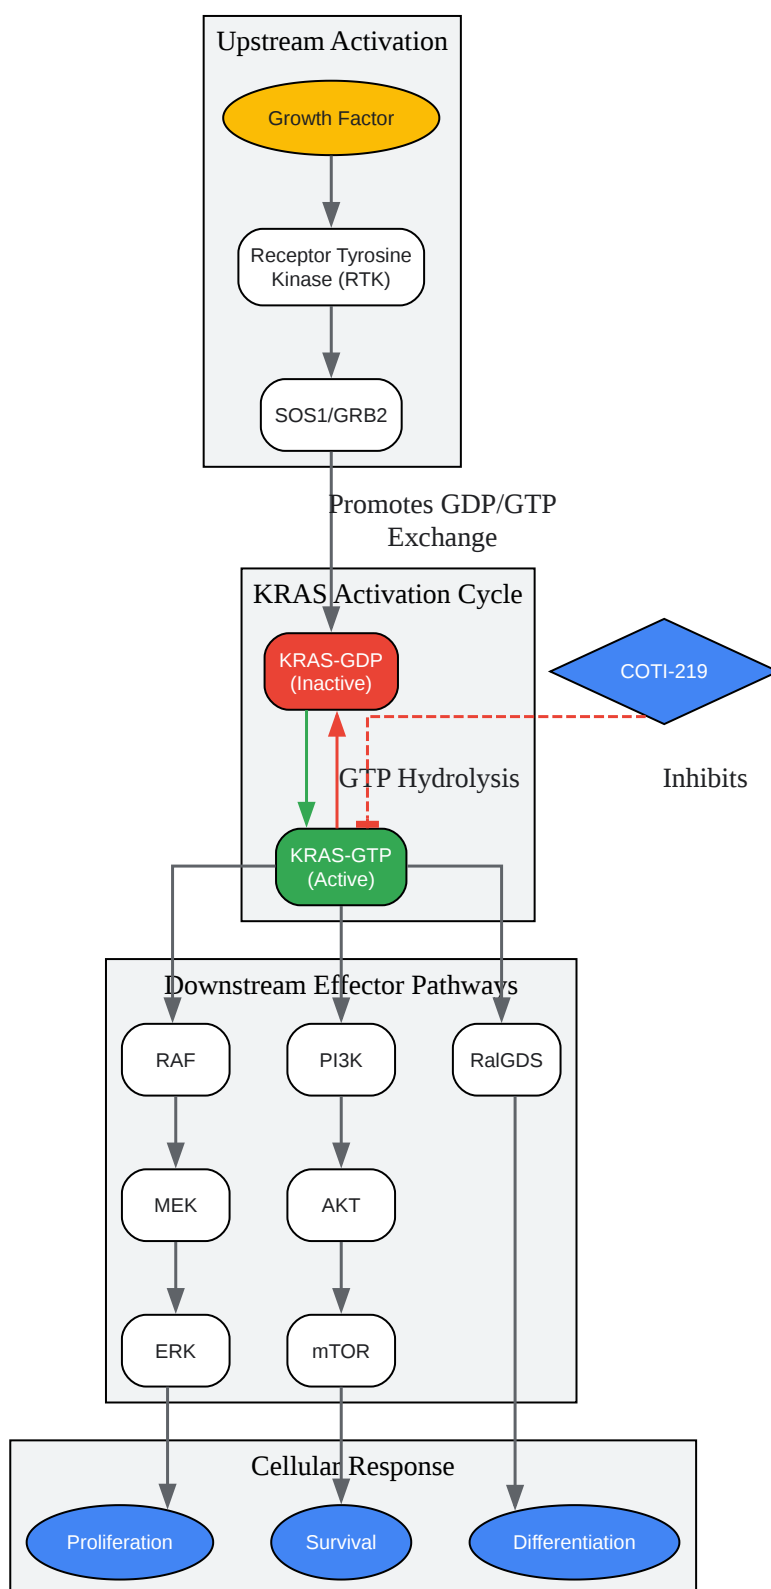 Upstream Activation
Growth Factor
Receptor Tyrosine
Kinase (RTK)
SOS1/GRB2
Promotes GDP/GTP
Exchange
KRAS Activation Cycle
KRAS-GDP
(Inactive)
COTI-219
GTP Hydrolysis
Inhibits
KRAS-GTP
(Active)
Downstream Effector Pathways
RAF
PI3K
RalGDS
MEK
AKT
ERK
mTOR
Cellular Response
Proliferation
Survival
Differentiation